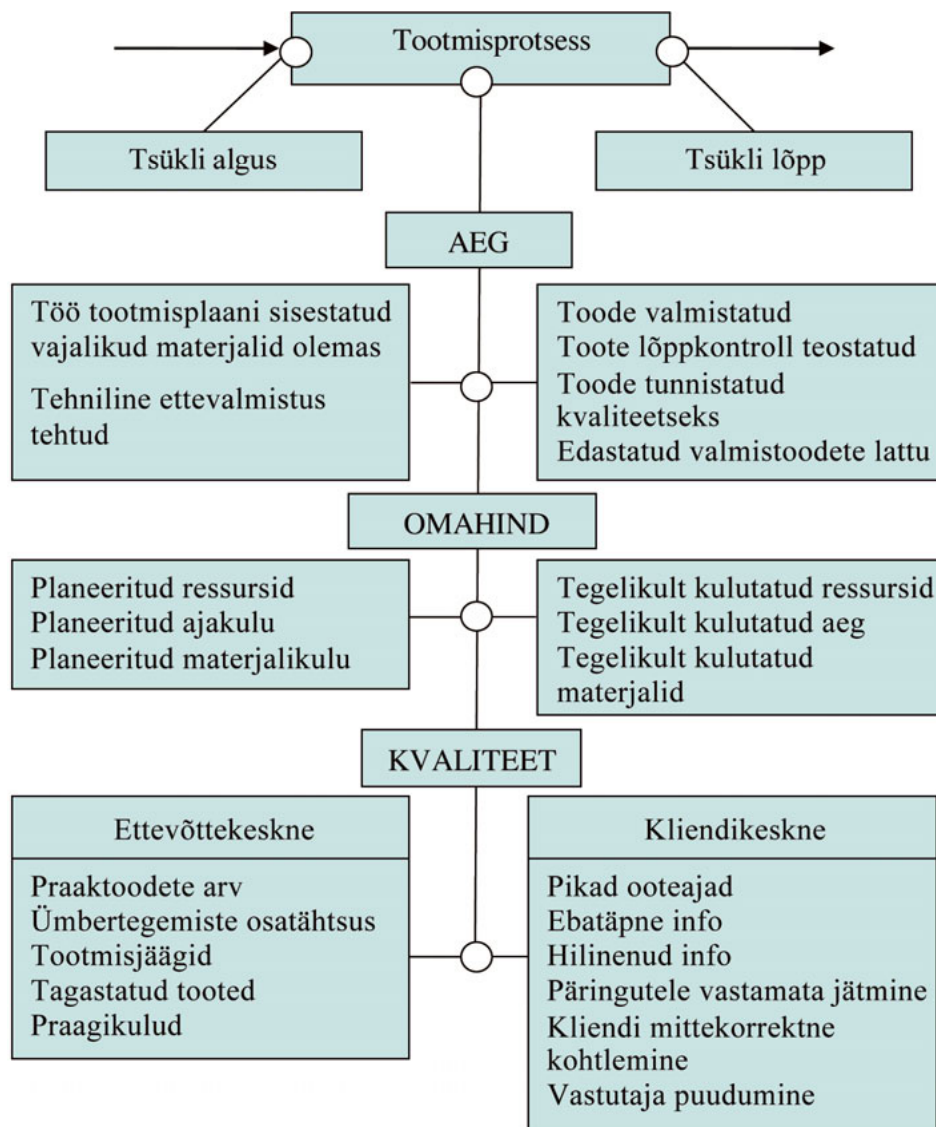 Tootmisprotsess
Tsükli algus
Tsükli lõpp
AEG
Töö tootmisplaani sisestatud
vajalikud materjalid olemas
Tehniline ettevalmistus
tehtud
Toode valmistatud
Toote lõppkontroll teostatud
Toode tunnistatud
kvaliteetseks
Edastatud valmistoodete lattu
OMAHIND
Planeeritud ressursid
Planeeritud ajakulu
Planeeritud materjalikulu
Tegelikult kulutatud ressursid
Tegelikult kulutatud aeg
Tegelikult kulutatud
materjalid
KVALITEET
Ettevõttekeskne
Praaktoodete arv
Ümbertegemiste osatähtsus
Tootmisjäägid
Tagastatud tooted
Praagikulud
Kliendikeskne
Pikad ooteajad
Ebatäpne info
Hilinenud info
Päringutele vastamata jätmine
Kliendi mittekorrektne
kohtlemine
Vastutaja puudumine